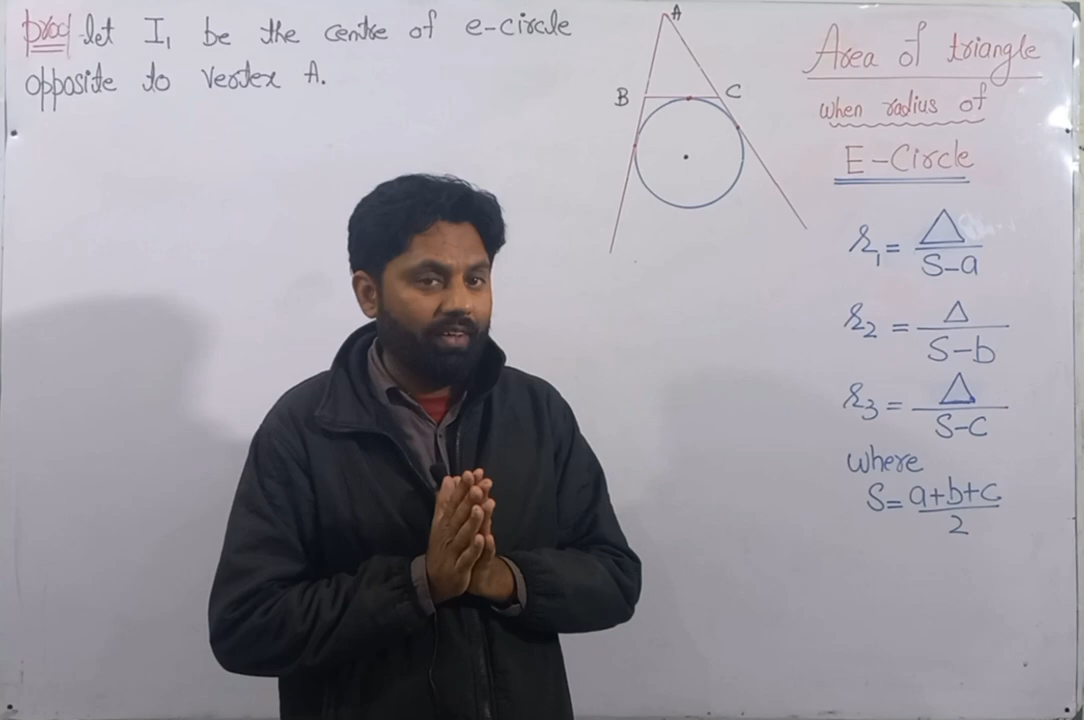 proof let I₁ be the centre of e-circle
opposite to vertex A.
A
B
C
Area of triangle
when radius of
E-Circle
r₁ = Δ/(S-a)
r₂ = Δ/(S-b)
r₃ = Δ/(S-c)
where
S = (a+b+c)/2